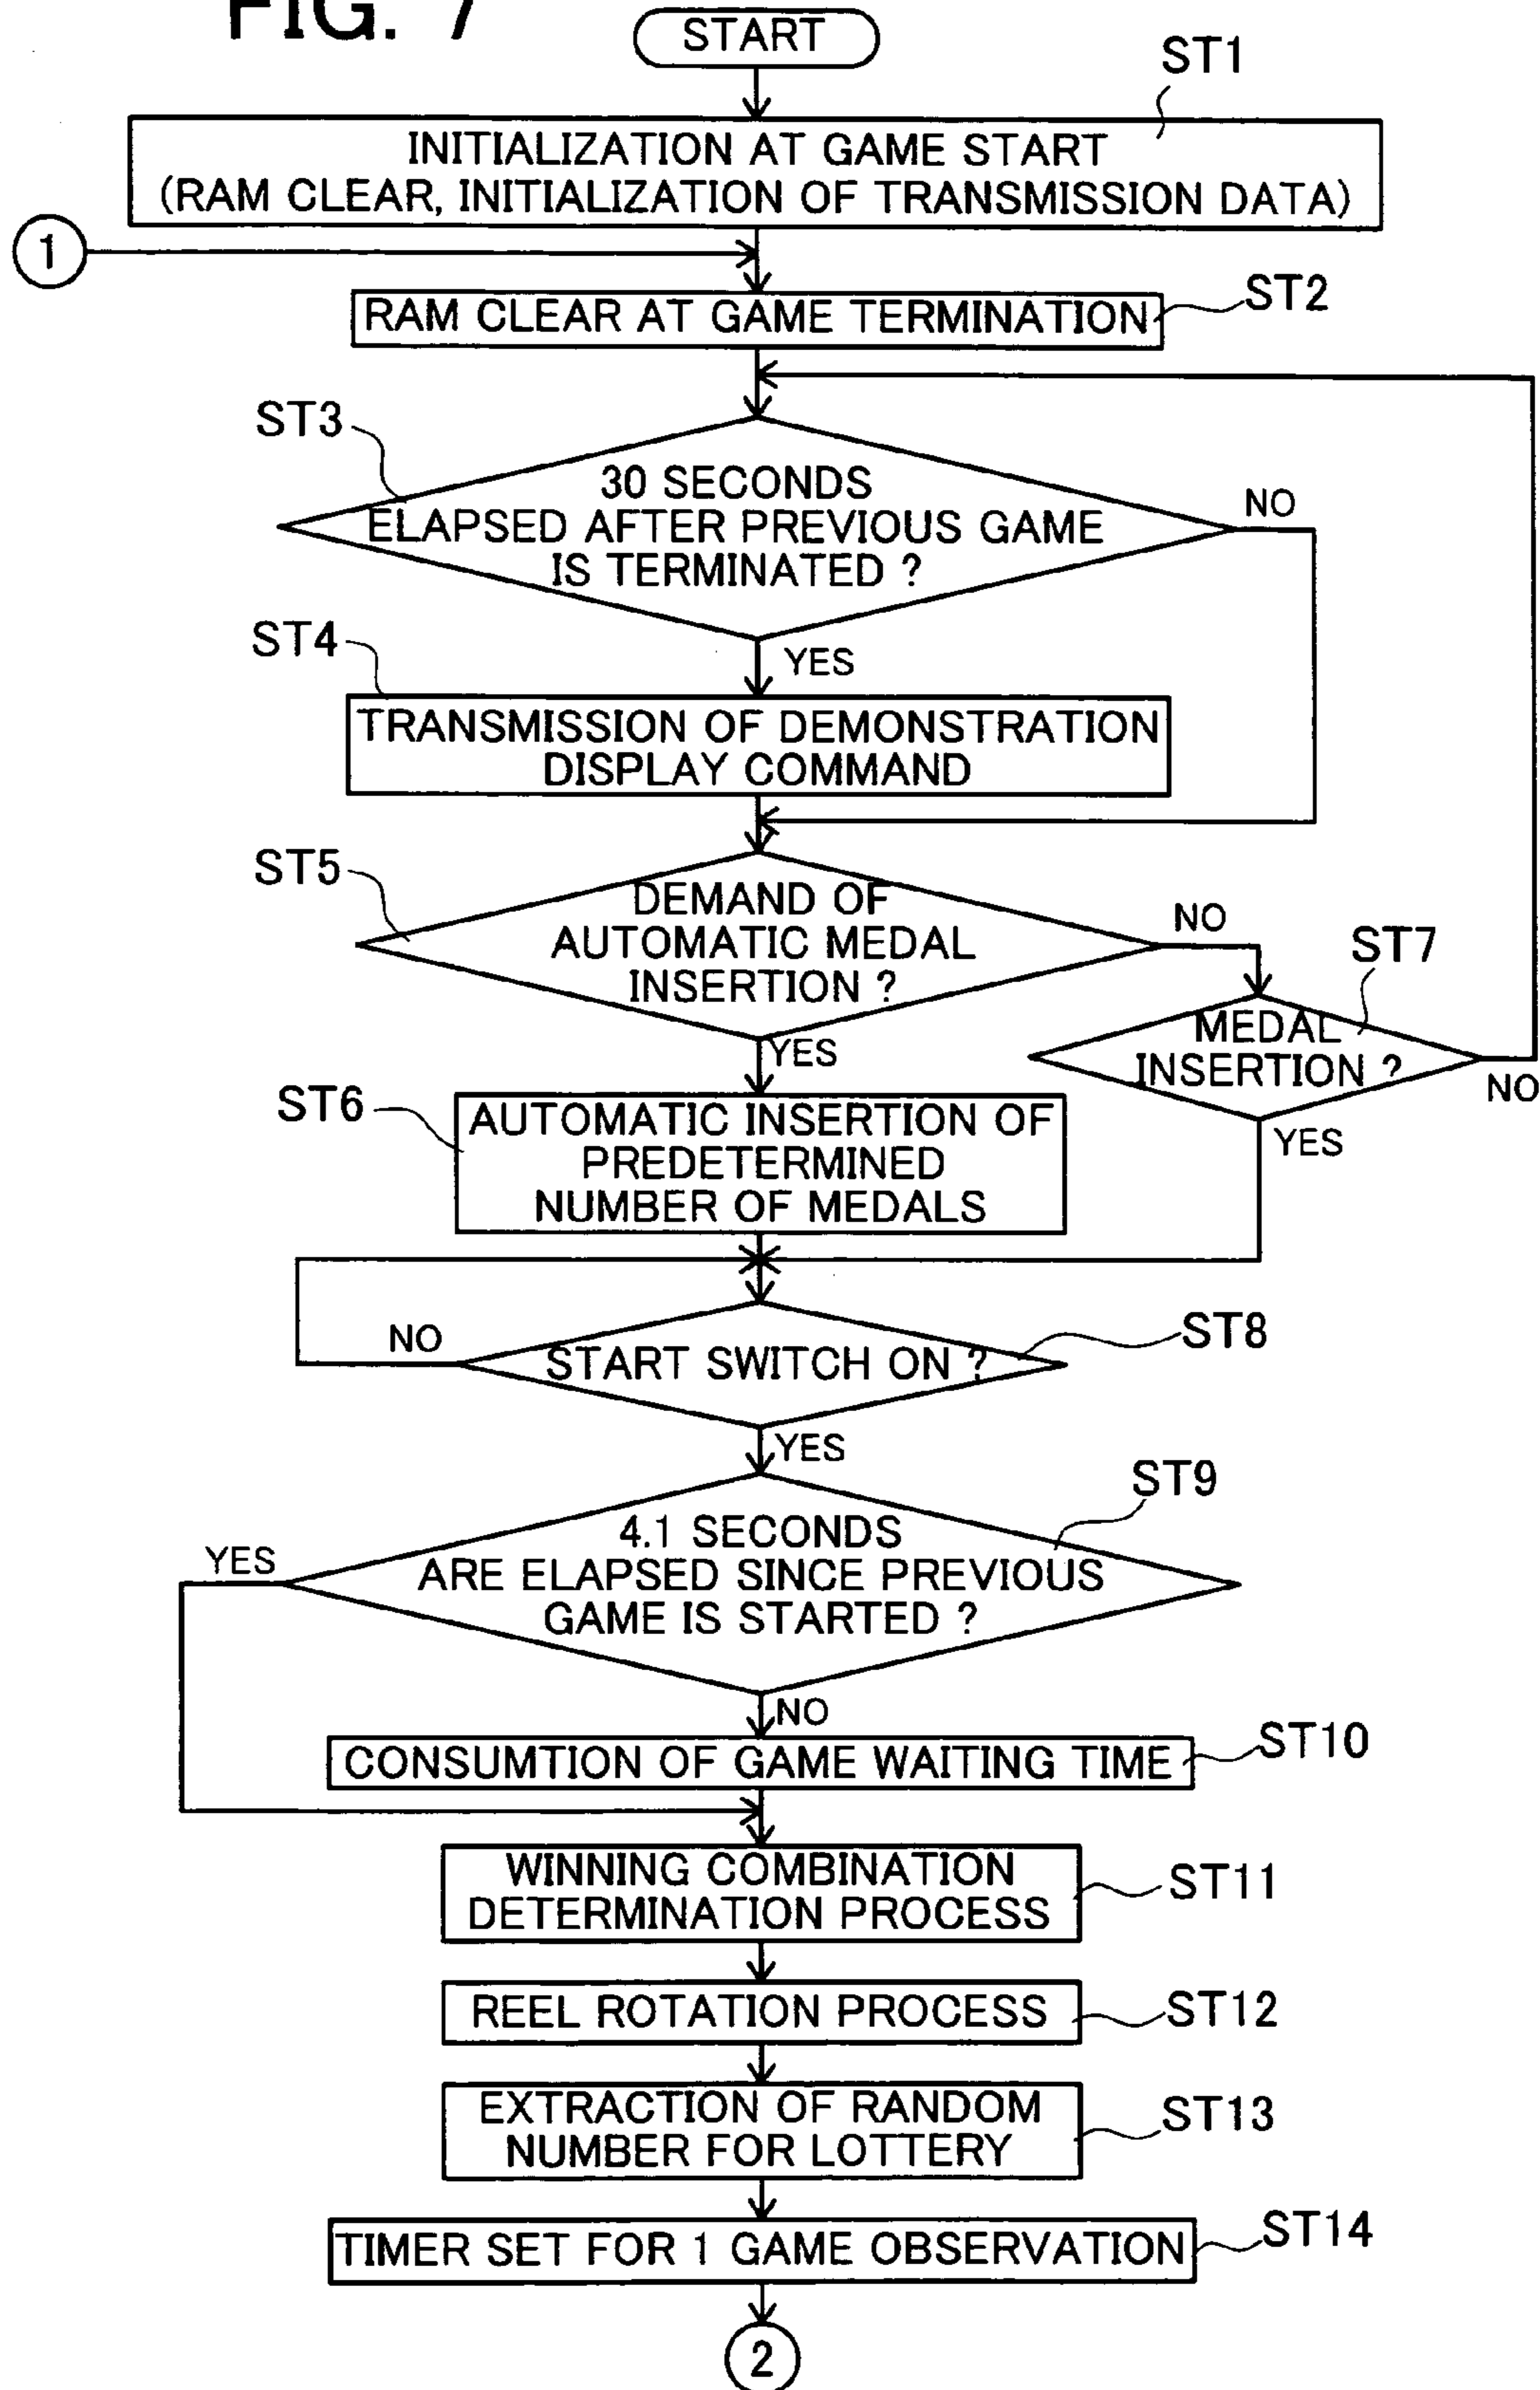 FIG. 7
START
ST1
INITIALIZATION AT GAME START
(RAM CLEAR, INITIALIZATION OF TRANSMISSION DATA)
1
RAM CLEAR AT GAME TERMINATION
ST2
ST3
30 SECONDS
ELAPSED AFTER PREVIOUS GAME
IS TERMINATED ?
NO
YES
ST4
TRANSMISSION OF DEMONSTRATION
DISPLAY COMMAND
ST5
DEMAND OF
AUTOMATIC MEDAL
INSERTION ?
NO
YES
ST7
MEDAL
INSERTION ?
NO
YES
ST6
AUTOMATIC INSERTION OF
PREDETERMINED
NUMBER OF MEDALS
NO
START SWITCH ON ?
ST8
YES
ST9
4.1 SECONDS
ARE ELAPSED SINCE PREVIOUS
GAME IS STARTED ?
YES
NO
CONSUMTION OF GAME WAITING TIME
ST10
WINNING COMBINATION
DETERMINATION PROCESS
ST11
REEL ROTATION PROCESS
ST12
EXTRACTION OF RANDOM
NUMBER FOR LOTTERY
ST13
TIMER SET FOR 1 GAME OBSERVATION
ST14
2